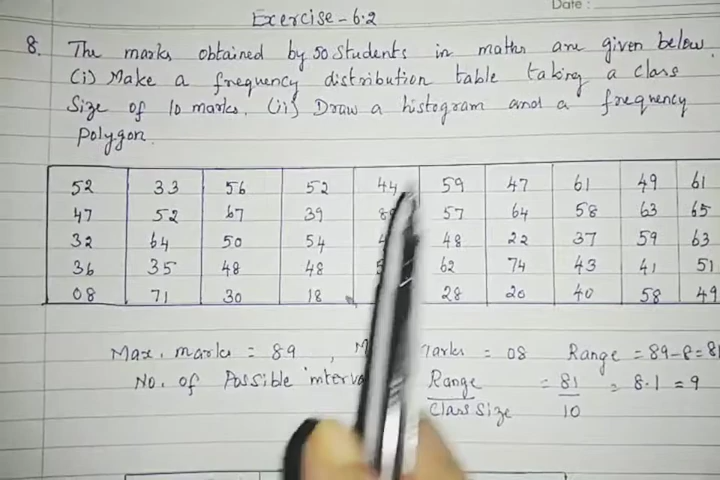 Date :
Exercise - 6.2
8. The marks obtained by 50 students in maths are given below.
(i) Make a frequency distribution table taking a class
Size of 10 marks. (ii) Draw a histogram and a frequency
Polygon.
52 33 56 52 44 59 47 61 49 61
47 52 67 39 57 64 58 63 65
32 64 50 54 48 22 37 59 63
36 35 48 48 62 74 43 41 51
08 71 30 18 28 20 40 58 49
Max. marks = 89 , marks = 08 Range = 89-8=81
No. of Possible Range = 81 = 8.1 = 9
Class Size 10